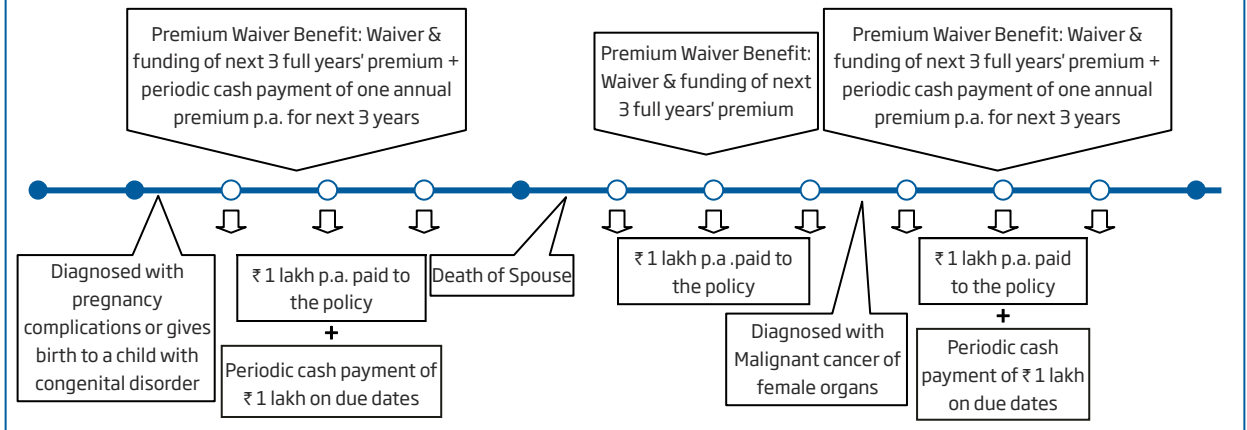 Premium Waiver Benefit: Waiver &
funding of next 3 full years' premium +
periodic cash payment of one annual
premium p.a. for next 3 years
Premium Waiver Benefit:
Waiver & funding of next
3 full years' premium
Premium Waiver Benefit: Waiver &
funding of next 3 full years' premium +
periodic cash payment of one annual
premium p.a. for next 3 years
Diagnosed with
pregnancy
complications or gives
birth to a child with
congenital disorder
₹ 1 lakh p.a. paid to
the policy
+
Periodic cash payment of
₹ 1 lakh on due dates
Death of Spouse
₹ 1 lakh p.a .paid to
the policy
Diagnosed with
Malignant cancer of
female organs
₹ 1 lakh p.a. paid
to the policy
+
Periodic cash
payment of ₹ 1 lakh
on due dates